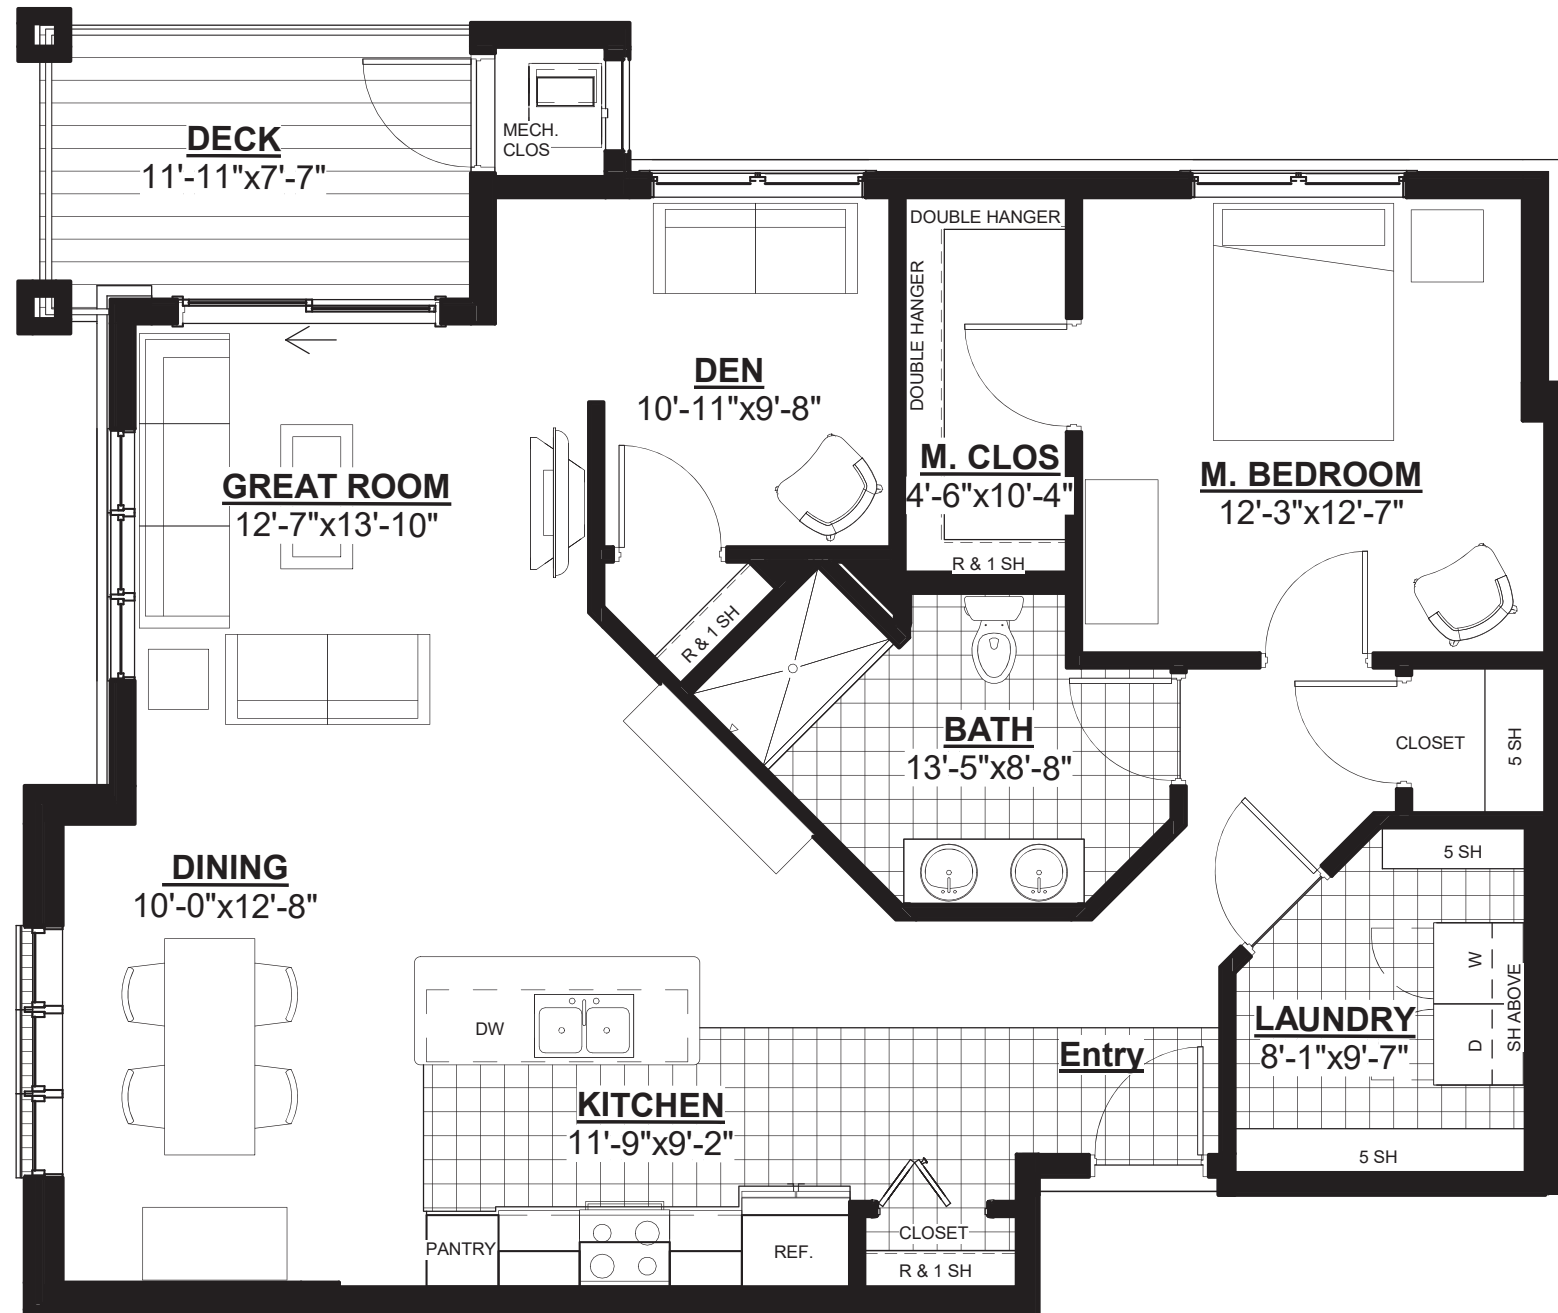 MECH.
CLOS
DECK
11'-11"x7'-7"
DOUBLE HANGER
DOUBLE HANGER
DEN
10'-11"x9'-8"
M. CLOS
4'-6"x10'-4"
R & 1 SH
M. BEDROOM
12'-3"x12'-7"
GREAT ROOM
12'-7"x13'-10"
R & 1 SH
BATH
13'-5"x8'-8"
CLOSET
5 SH
5 SH
DINING
10'-0"x12'-8"
W
D
SH ABOVE
LAUNDRY
8'-1"x9'-7"
5 SH
DW
Entry
KITCHEN
11'-9"x9'-2"
PANTRY
REF.
CLOSET
R & 1 SH